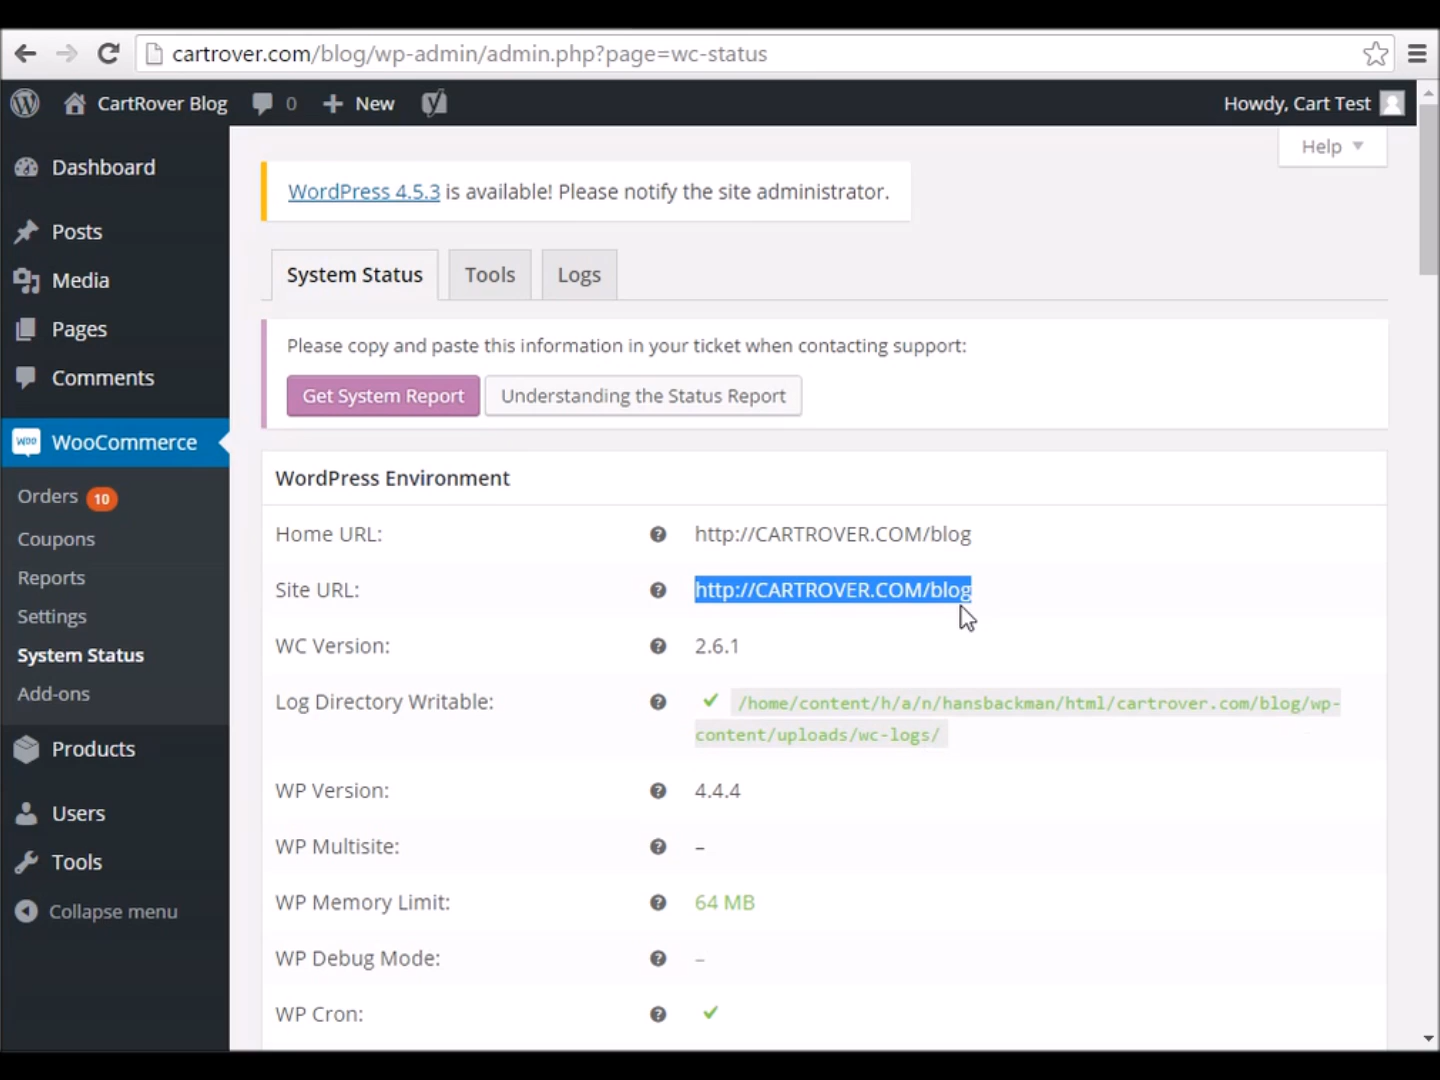 cartrover.com/blog/wp-admin/admin.php?page=wc-status
CartRover Blog 0 New
Howdy, Cart Test
Help
Dashboard
Posts
Media
Pages
Comments
WOO WooCommerce
Orders 10
Coupons
Reports
Settings
System Status
Add-ons
Products
Users
Tools
Collapse menu
WordPress 4.5.3 is available! Please notify the site administrator.
System Status Tools Logs
Please copy and paste this information in your ticket when contacting support:
Get System Report Understanding the Status Report
WordPress Environment
Home URL: ? http://CARTROVER.COM/blog
Site URL: ? http://CARTROVER.COM/blog
WC Version: ? 2.6.1
Log Directory Writable: ? ✔ /home/content/h/a/n/hansbackman/html/cartrover.com/blog/wp-
content/uploads/wc-logs/
WP Version: ? 4.4.4
WP Multisite: ? –
WP Memory Limit: ? 64 MB
WP Debug Mode: ? –
WP Cron: ? ✔